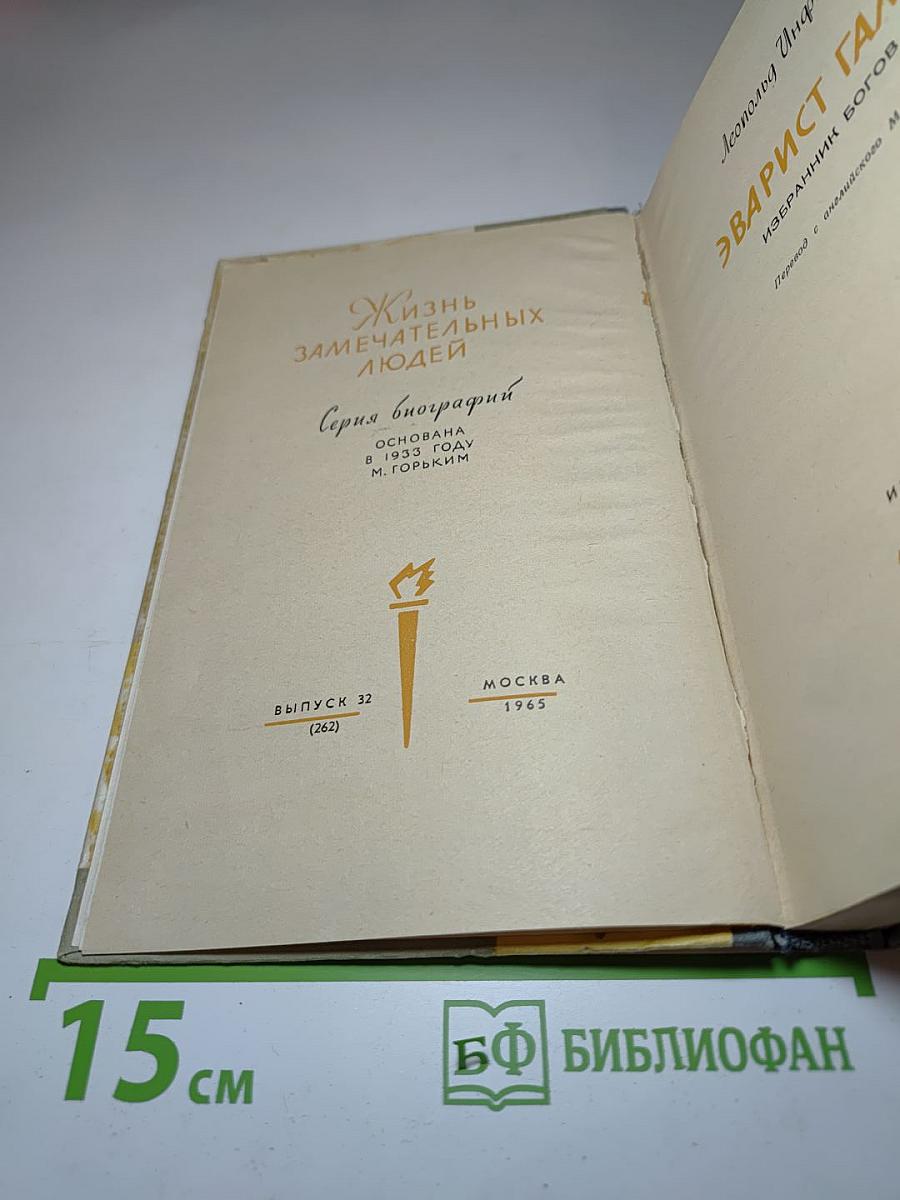 Жизнь
ЗАМЕЧАТЕЛЬНЫХ
ЛЮДЕЙ
Серия биографий
ОСНОВАНА
В 1933 ГОДУ
М. ГОРЬКИМ
ВЫПУСК 32
(262)
МОСКВА
1965
Леопольд
ЭВАРИСТ
ИЗБРАННИК БОГОВ
Перевод с английского М
15 см
БФ БИБЛИОФАН